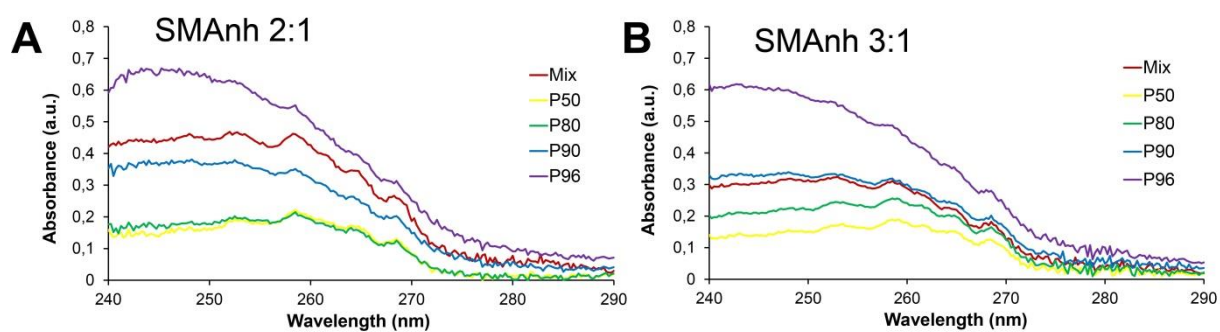 A
SMAnh 2:1
0,8
0,7
0,6
0,5
0,4
0,3
0,2
0,1
0
Absorbance (a.u.)
240
250
260
270
280
290
Wavelength (nm)
Mix
P50
P80
P90
P96
B
SMAnh 3:1
0,8
0,7
0,6
0,5
0,4
0,3
0,2
0,1
0
Absorbance (a.u.)
240
250
260
270
280
290
Wavelength (nm)
Mix
P50
P80
P90
P96